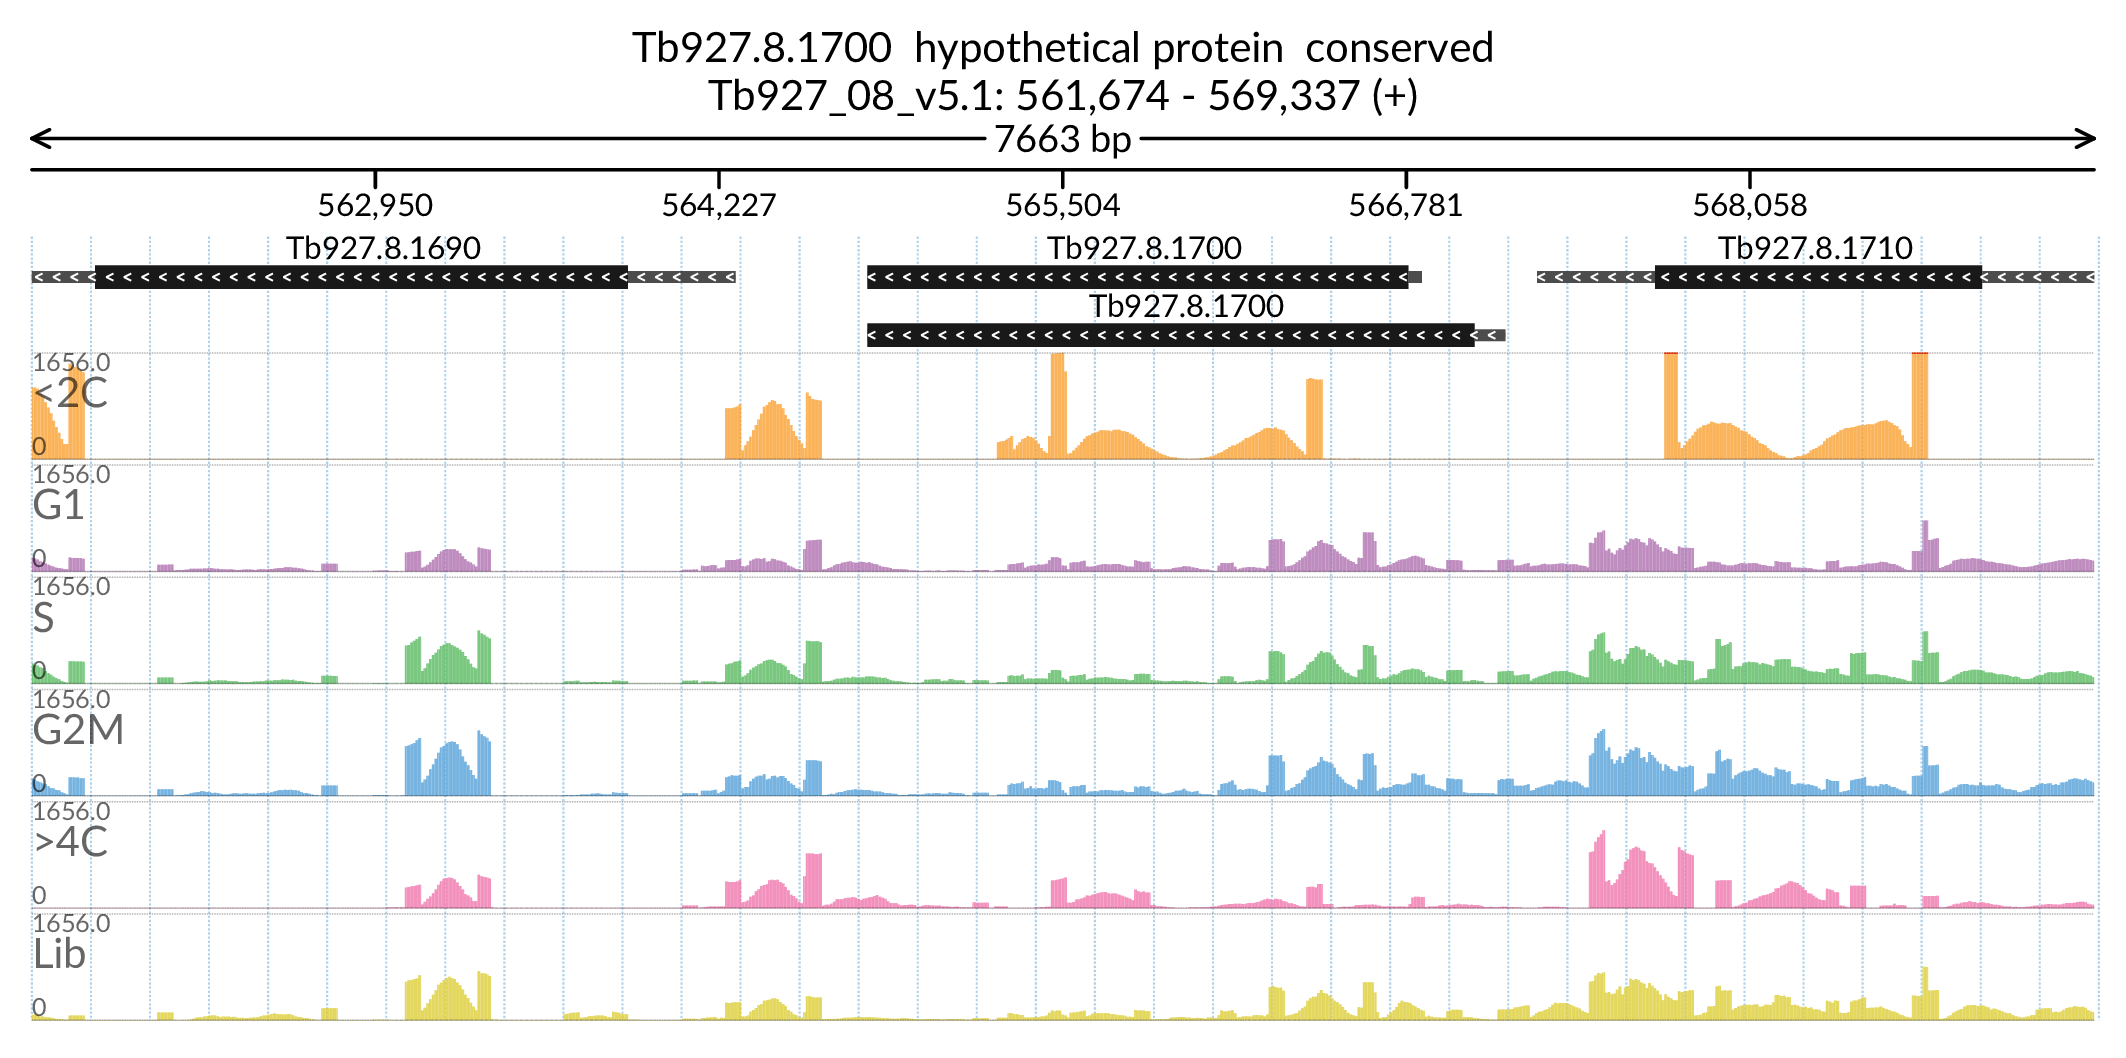 Tb927.8.1700 hypothetical protein conserved
Tb927_08_v5.1: 561,674 - 569,337 (+)
7663 bp
562,950 564,227 565,504 566,781 568,058
Tb927.8.1690 Tb927.8.1700 Tb927.8.1710
Tb927.8.1700
1656.0
<2C
0
1656.0
G1
0
1656.0
S
0
1656.0
G2M
0
1656.0
>4C
0
1656.0
Lib
0